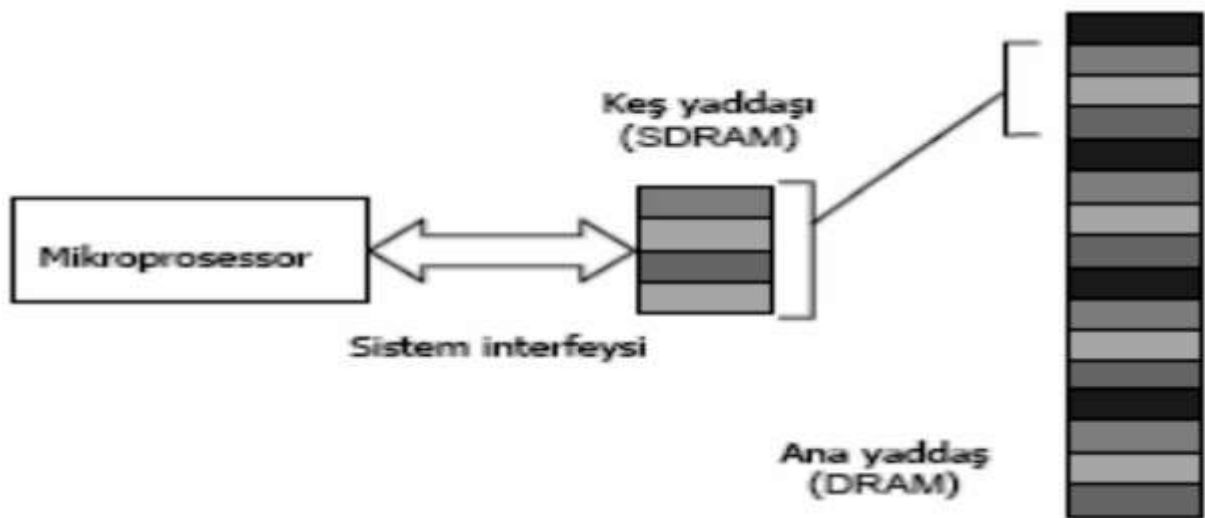 Keş yaddaşı
(SDRAM)
Mikroprosessor
Sistem interfeysi
Ana yaddaş
(DRAM)